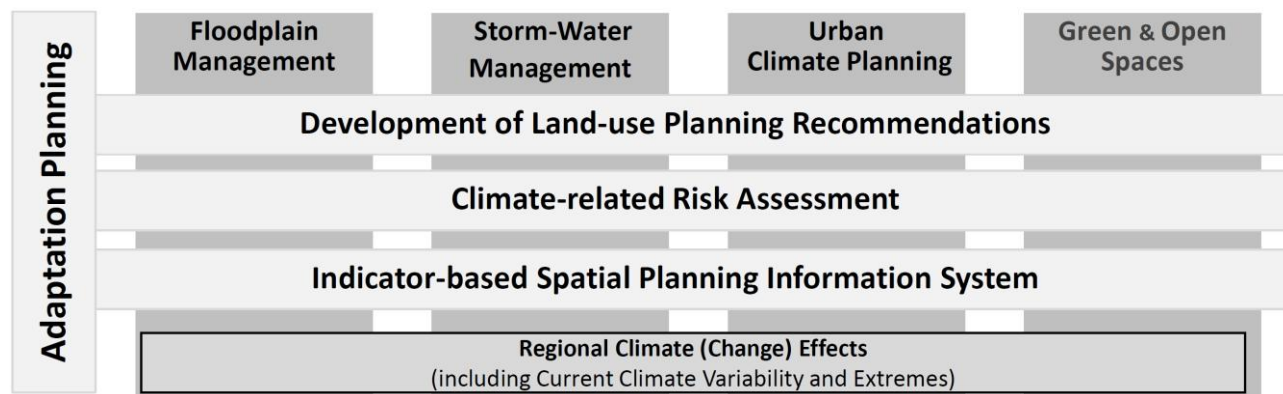 Adaptation Planning
Floodplain
Management
Storm-Water
Management
Urban
Climate Planning
Green & Open
Spaces
Development of Land-use Planning Recommendations
Climate-related Risk Assessment
Indicator-based Spatial Planning Information System
Regional Climate (Change) Effects
(including Current Climate Variability and Extremes)